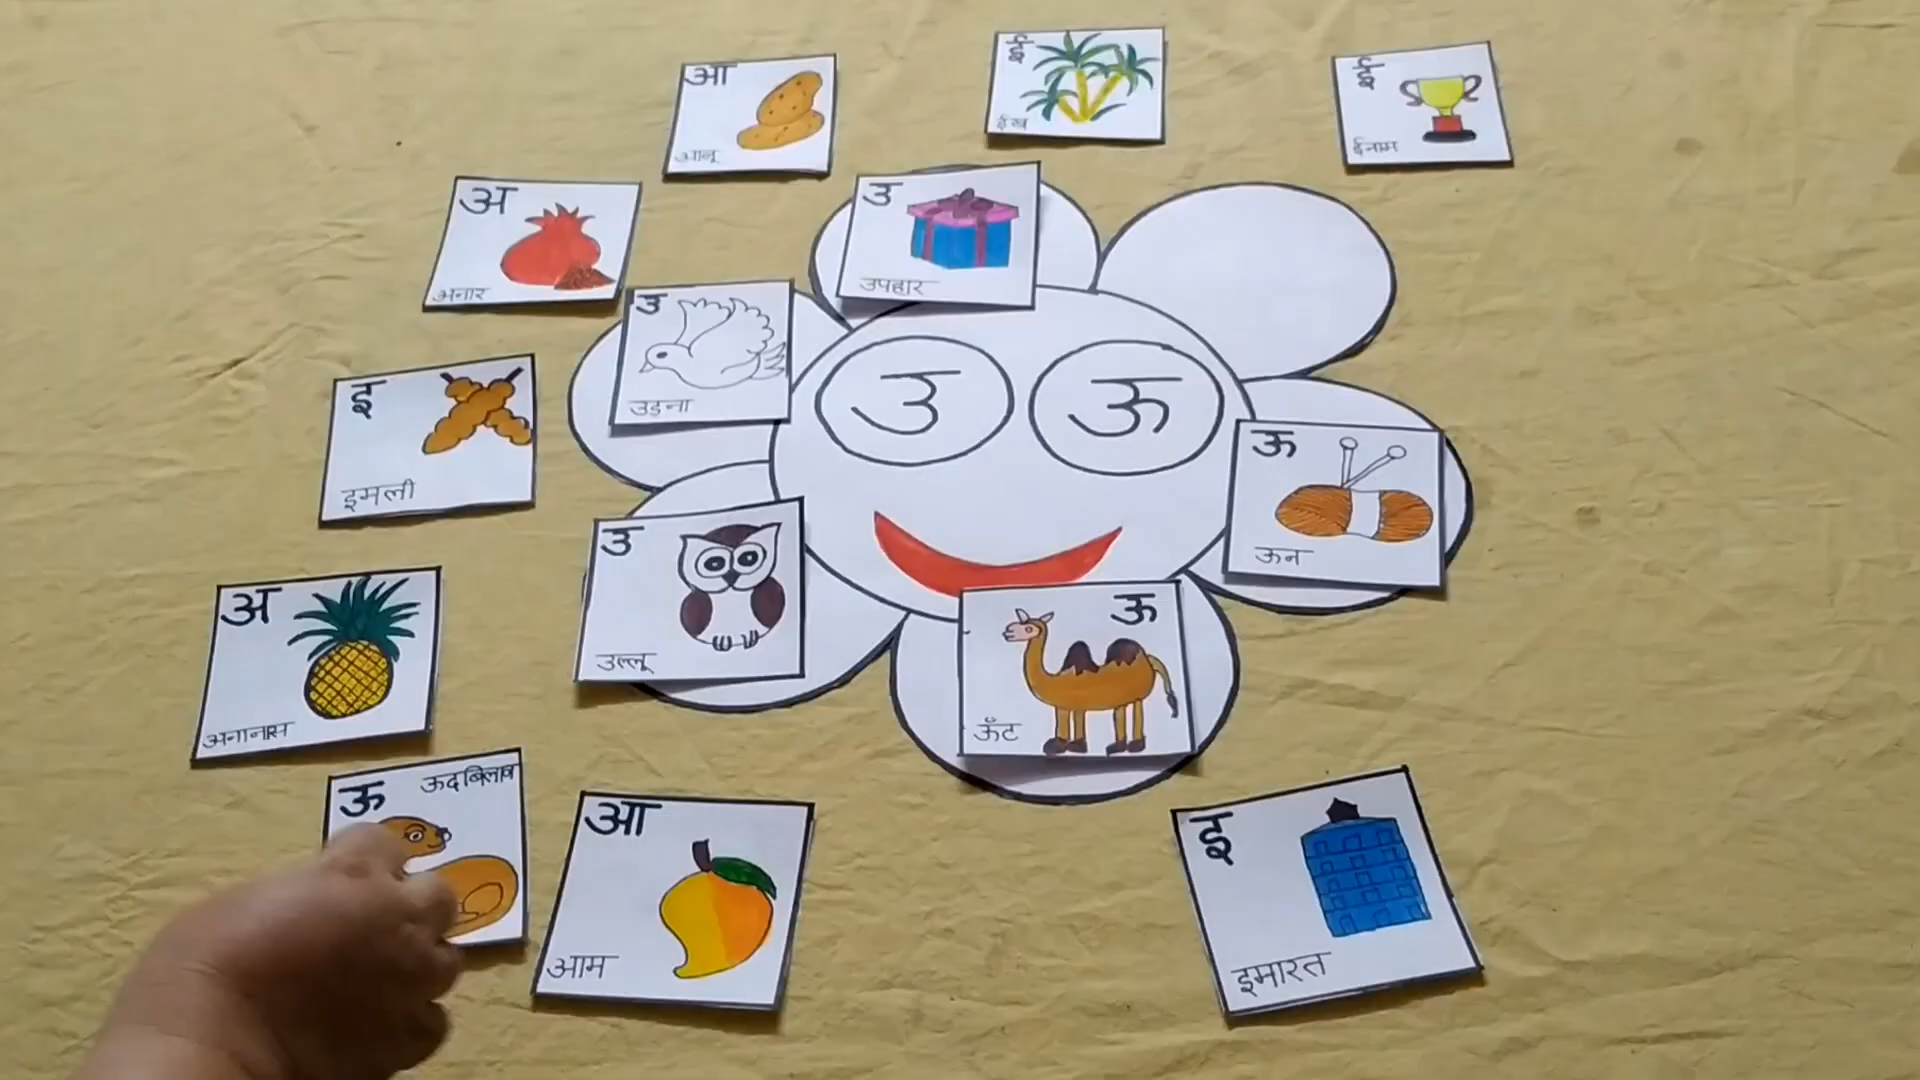 आ
आलू
ई
ईख
ई
ईनाम
अ
अनार
उ
उपहार
उ
उड़ना
इ
इमली
उ
ऊ
ऊ
ऊन
उ
उल्लू
ऊ
ऊँट
अ
अनानास
ऊ
ऊदबिलाव
आ
आम
इ
इमारत